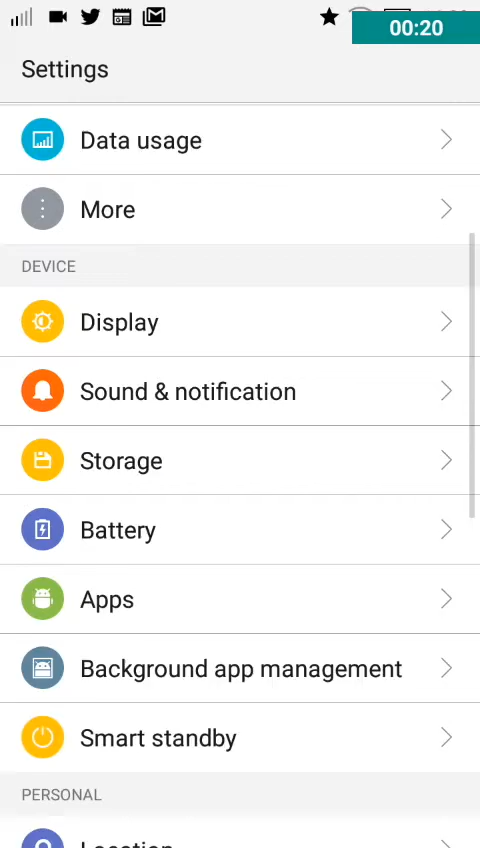 00:20
Settings
Data usage
More
DEVICE
Display
Sound & notification
Storage
Battery
Apps
Background app management
Smart standby
PERSONAL
Location